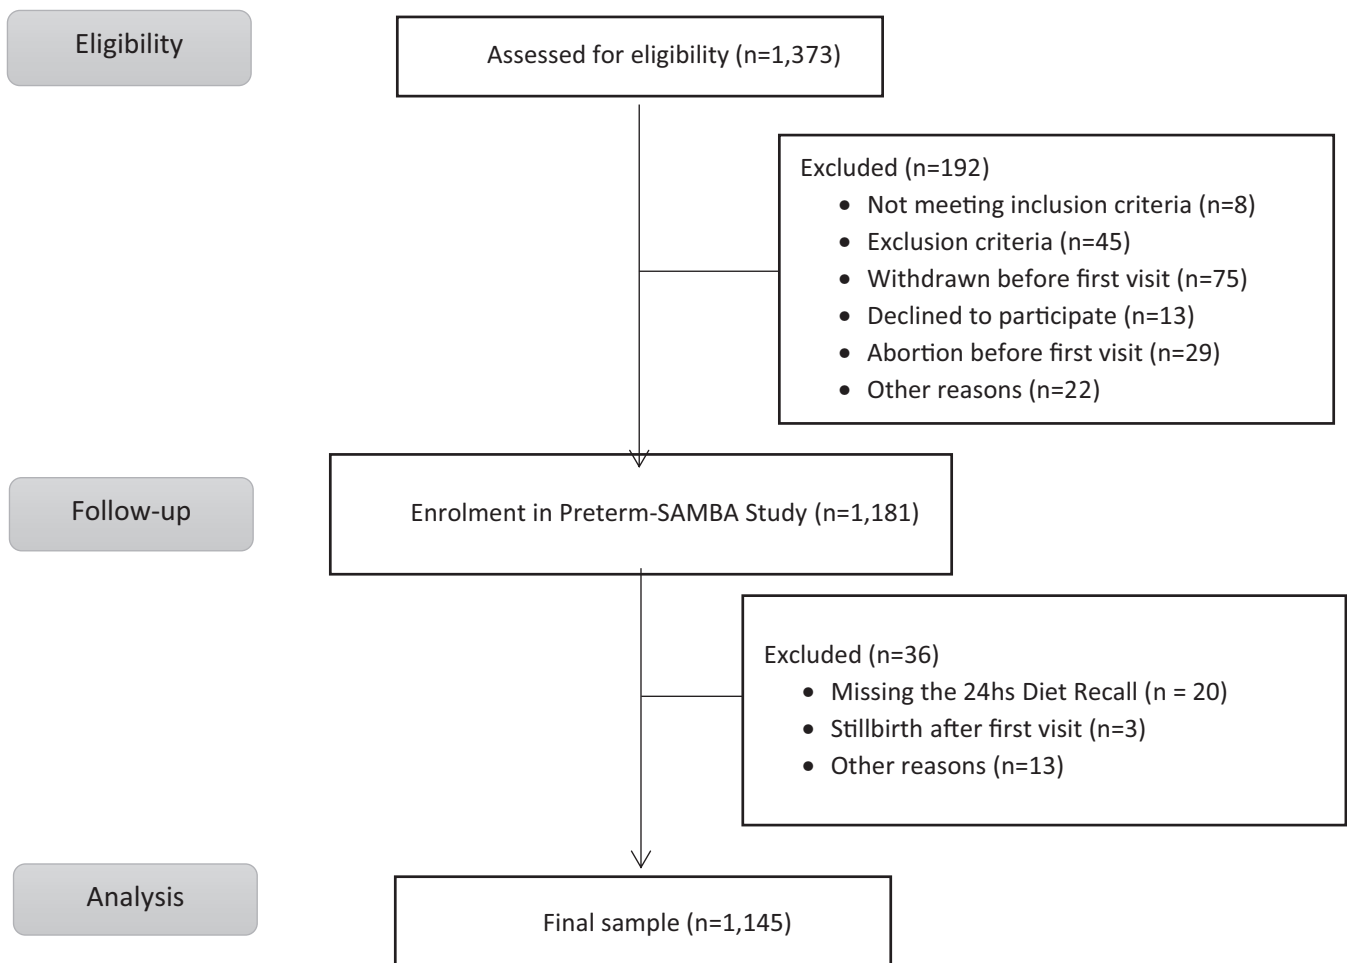 Eligibility
Assessed for eligibility (n=1,373)
Excluded (n=192)
• Not meeting inclusion criteria (n=8)
• Exclusion criteria (n=45)
• Withdrawn before first visit (n=75)
• Declined to participate (n=13)
• Abortion before first visit (n=29)
• Other reasons (n=22)
Follow-up
Enrolment in Preterm-SAMBA Study (n=1,181)
Excluded (n=36)
• Missing the 24hs Diet Recall (n = 20)
• Stillbirth after first visit (n=3)
• Other reasons (n=13)
Analysis
Final sample (n=1,145)